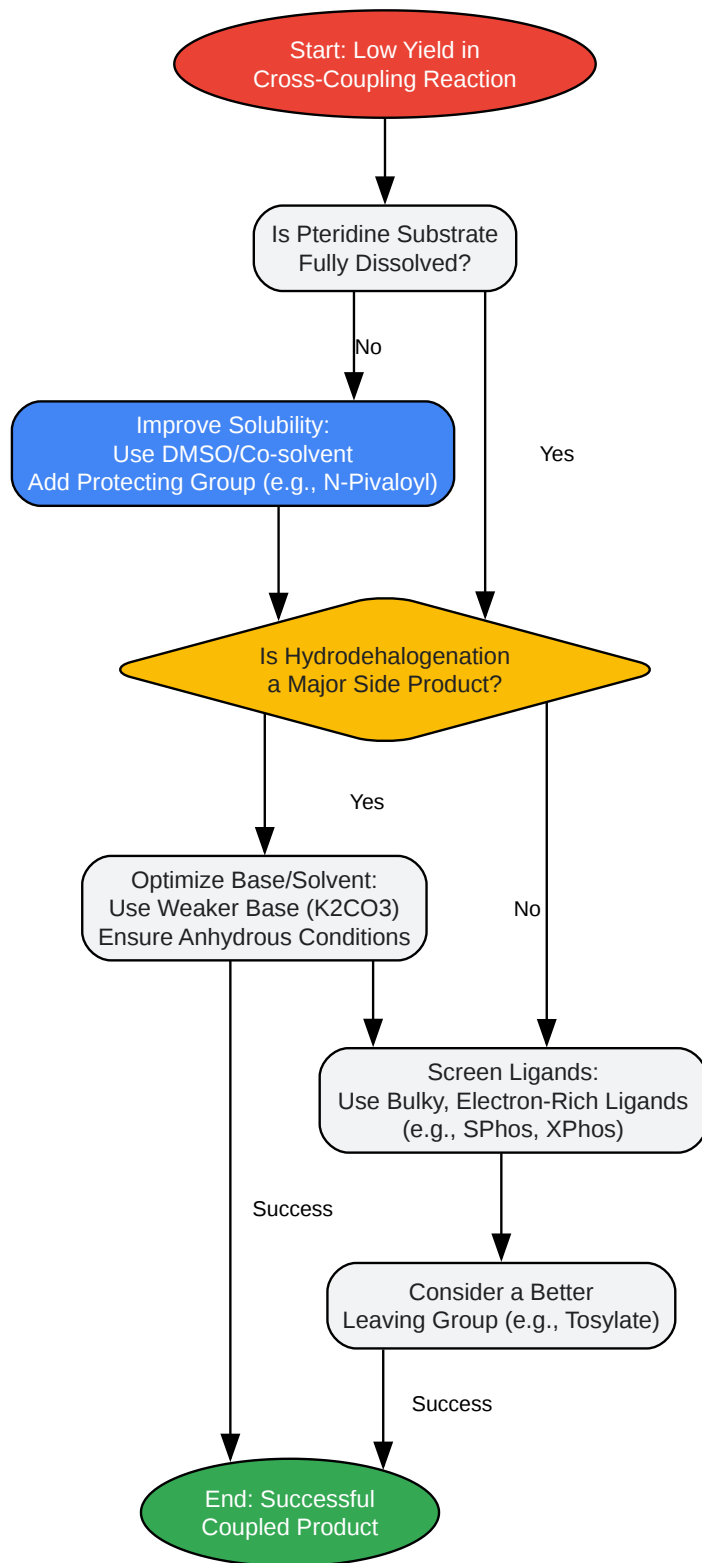 Start: Low Yield in
Cross-Coupling Reaction
Is Pteridine Substrate
Fully Dissolved?
No
Improve Solubility:
Use DMSO/Co-solvent
Add Protecting Group (e.g., N-Pivaloyl)
Yes
Is Hydrodehalogenation
a Major Side Product?
Yes
Optimize Base/Solvent:
Use Weaker Base (K2CO3)
Ensure Anhydrous Conditions
No
Screen Ligands:
Use Bulky, Electron-Rich Ligands
(e.g., SPhos, XPhos)
Success
Consider a Better
Leaving Group (e.g., Tosylate)
Success
End: Successful
Coupled Product